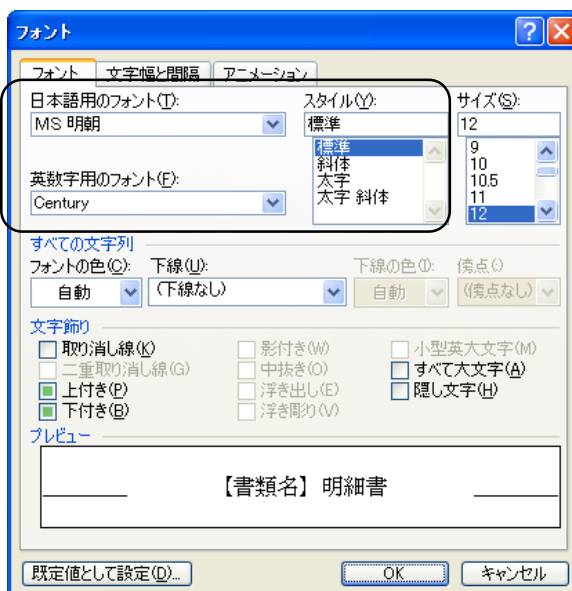 フォント
フォント 文字幅と間隔 アニメーション
日本語用のフォント(T): スタイル(Y): サイズ(S):
MS 明朝 標準 12
標準 9
斜体 10
英数字用のフォント(F): 太字 10.5
Century 太字 斜体 11
12
すべての文字列
フォントの色(C): 下線(U): 下線の色(I): 傍点(·)
自動 (下線なし) 自動 (傍点なし)
文字飾り
取り消し線(K) 影付き(W) 小型英大文字(M)
二重取り消し線(G) 中抜き(O) すべて大文字(A)
上付き(P) 浮き出し(E) 隠し文字(H)
下付き(B) 浮き彫り(V)
プレビュー
【書類名】明細書
既定値として設定(D)... OK キャンセル